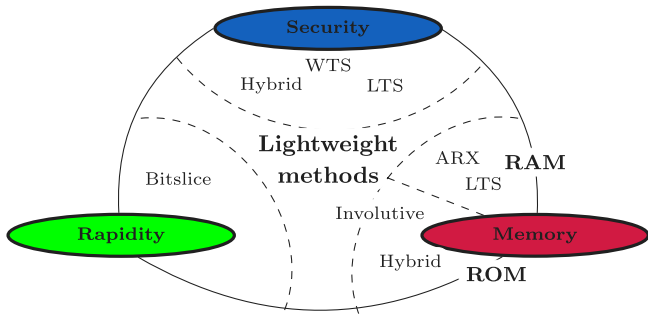 Security
WTS
Hybrid
LTS
Lightweight
methods
ARX
RAM
LTS
Bitslice
Involutive
Rapidity
Memory
Hybrid
ROM